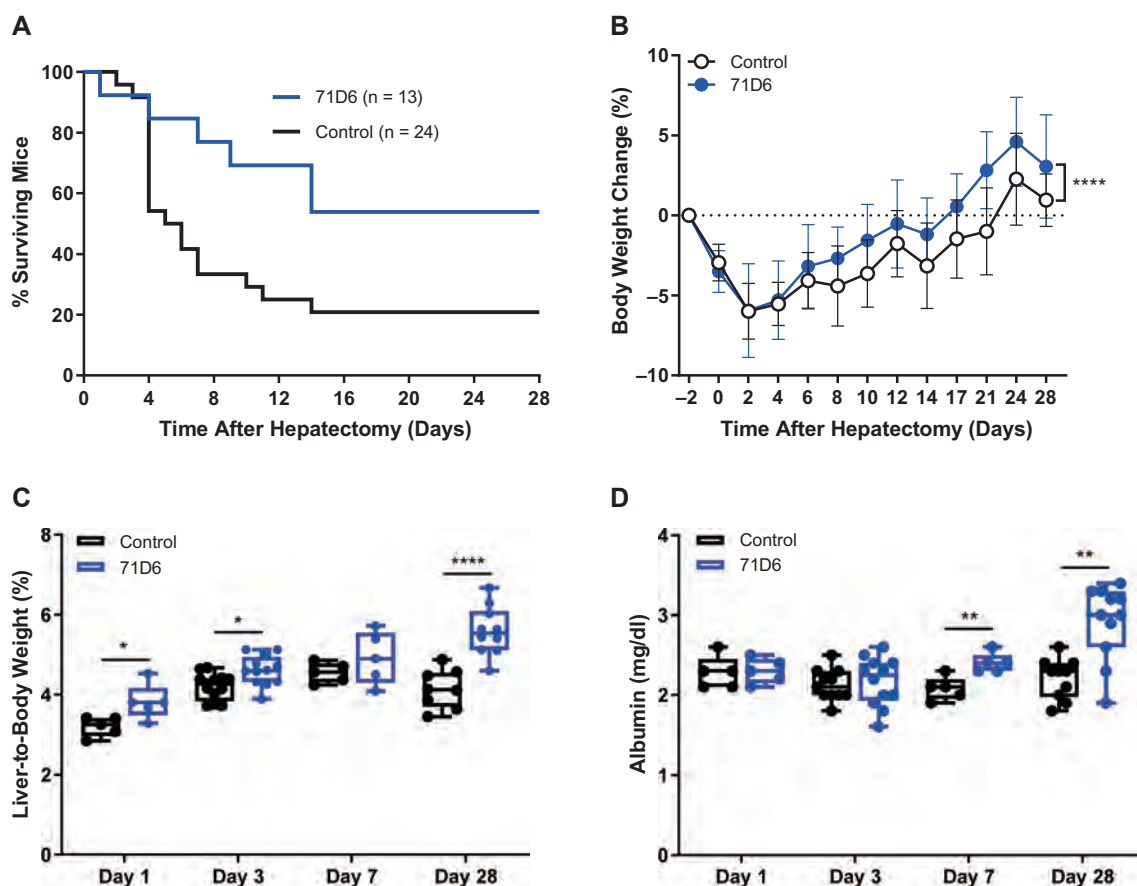 A
100
80
60
40
20
0
% Surviving Mice
71D6 (n = 13)
Control (n = 24)
0 4 8 12 16 20 24 28
Time After Hepatectomy (Days)
B
10
5
0
–5
–10
Body Weight Change (%)
Control
71D6
****
–2 0 2 4 6 8 10 12 14 17 21 24 28
Time After Hepatectomy (Days)
C
8
6
4
2
0
Liver-to-Body Weight (%)
Control
71D6
*
*
****
Day 1 Day 3 Day 7 Day 28
D
4
3
2
1
0
Albumin (mg/dl)
Control
71D6
**
**
Day 1 Day 3 Day 7 Day 28